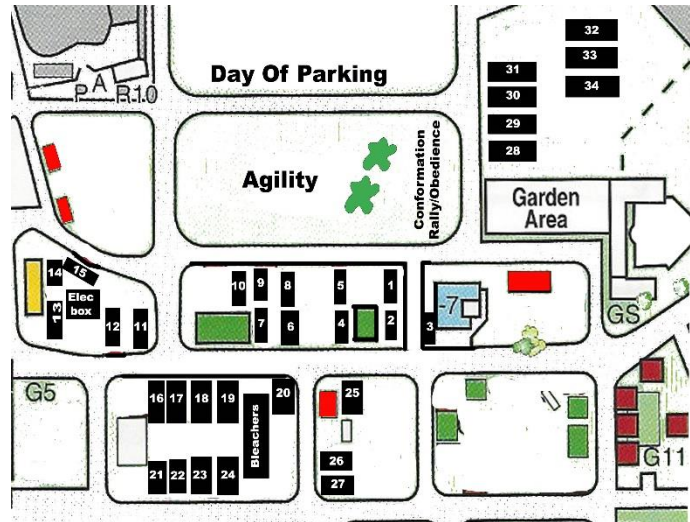 32
33
34
31
30
29
28
Day Of Parking
P A R10
Agility
Conformation
Rally/Obedience
Garden
Area
14
15
13
Elec
box
12
11
10
9
8
5
1
7
6
4
2
3
-7
GS
G5
16
17
18
19
20
Bleachers
21
22
23
24
25
26
27
G11